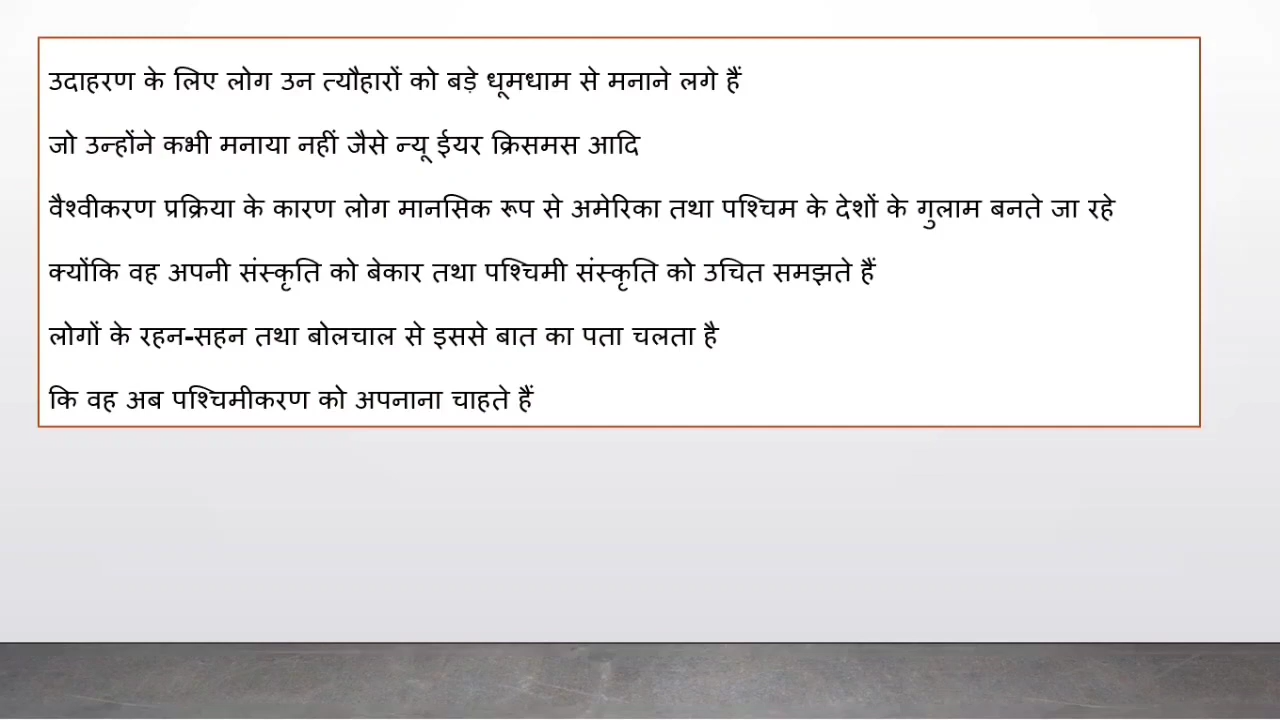 उदाहरण के लिए लोग उन त्यौहारों को बड़े धूमधाम से मनाने लगे हैं
जो उन्होंने कभी मनाया नहीं जैसे न्यू ईयर क्रिसमस आदि
वैश्वीकरण प्रक्रिया के कारण लोग मानसिक रूप से अमेरिका तथा पश्चिम के देशों के गुलाम बनते जा रहे
क्योंकि वह अपनी संस्कृति को बेकार तथा पश्चिमी संस्कृति को उचित समझते हैं
लोगों के रहन-सहन तथा बोलचाल से इससे बात का पता चलता है
कि वह अब पश्चिमीकरण को अपनाना चाहते हैं